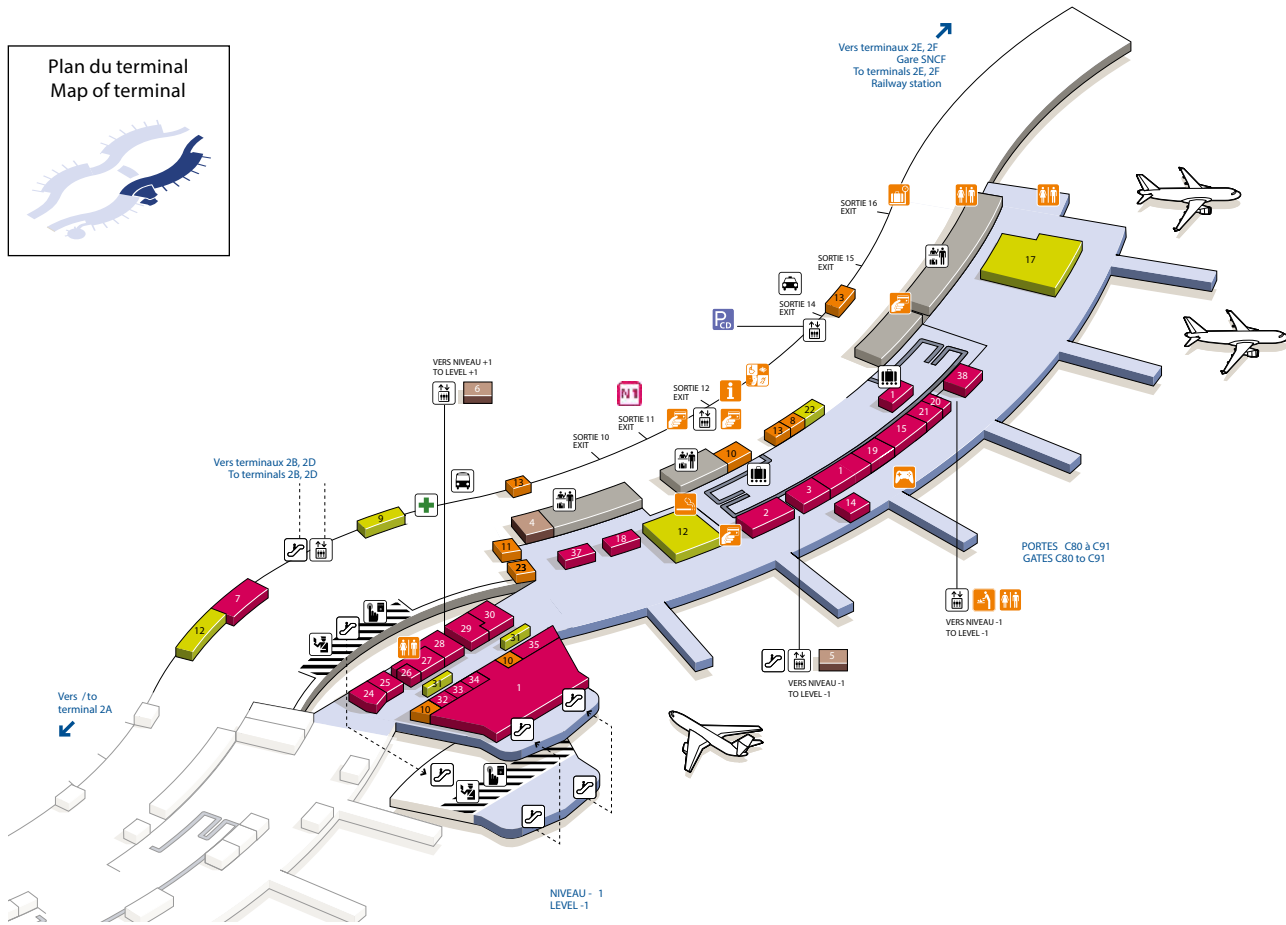 Plan du terminal
Map of terminal
Vers terminaux 2E, 2F
Gare SNCF
To terminals 2E, 2F
Railway station
SORTIE 16
EXIT
SORTIE 15
EXIT
17
13
SORTIE 14
EXIT
PCD
VERS NIVEAU +1
TO LEVEL +1
6
N1
SORTIE 12
EXIT
i
SORTIE 11
EXIT
SORTIE 10
EXIT
38
1
20
21
22
8
13
15
10
19
1
3
2
14
Vers terminaux 2B, 2D
To terminals 2B, 2D
13
9
4
12
18
37
11
23
PORTES C80 à C91
GATES C80 to C91
7
12
VERS NIVEAU -1
TO LEVEL -1
5
VERS NIVEAU -1
TO LEVEL -1
30
29
28
27
26
25
24
31
31
35
10
34
33
32
10
1
Vers / to
terminal 2A
NIVEAU - 1
LEVEL -1